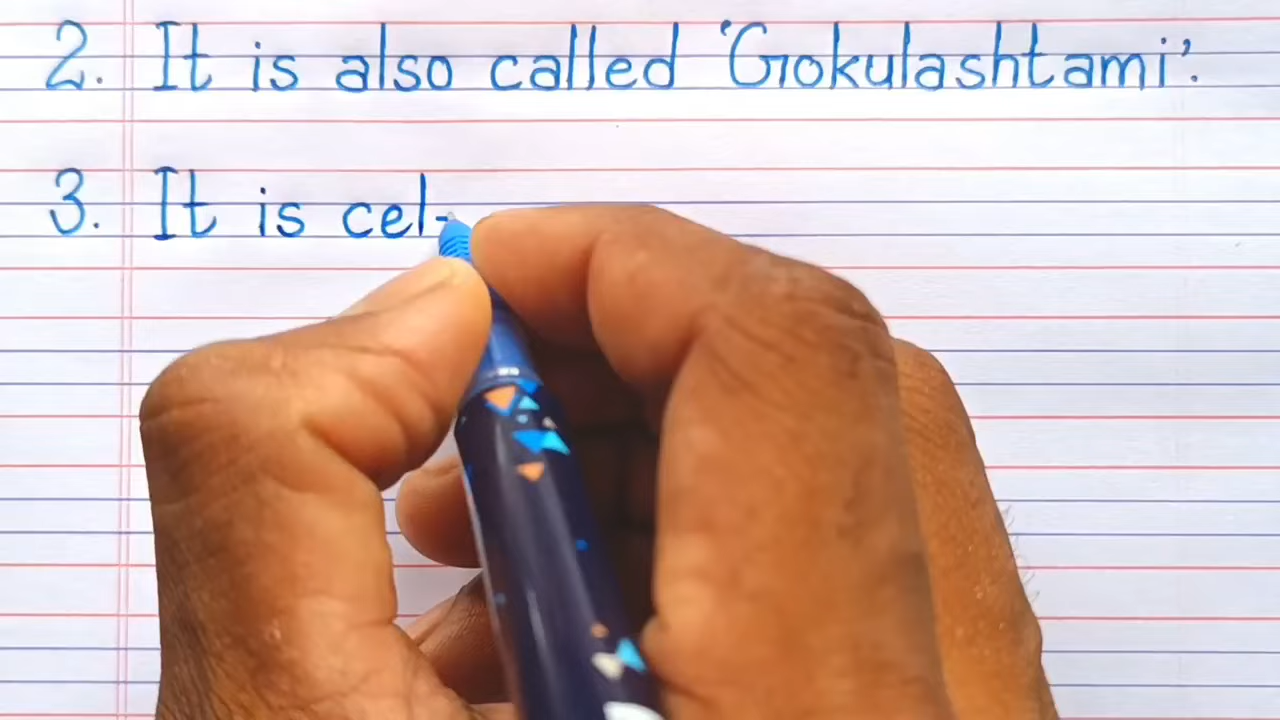 2. It is also called 'Gokulashtami'.
3. It is cel